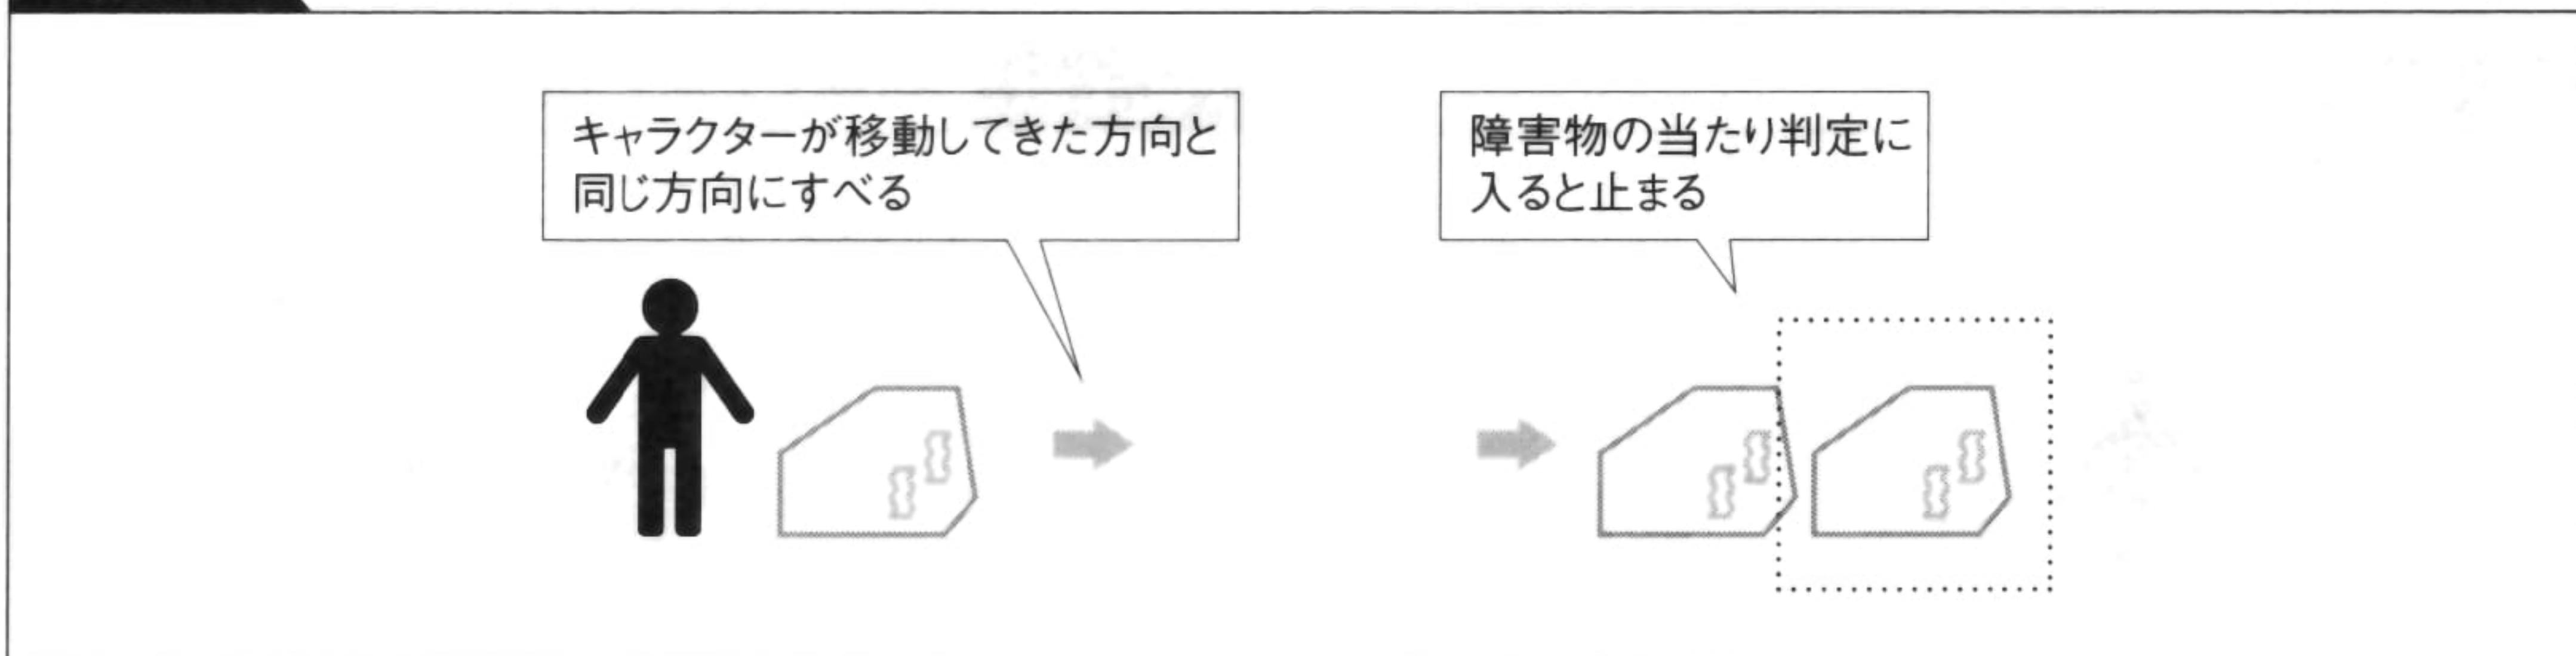 キャラクターが移動してきた方向と
同じ方向にすべる
障害物の当たり判定に
入ると止まる